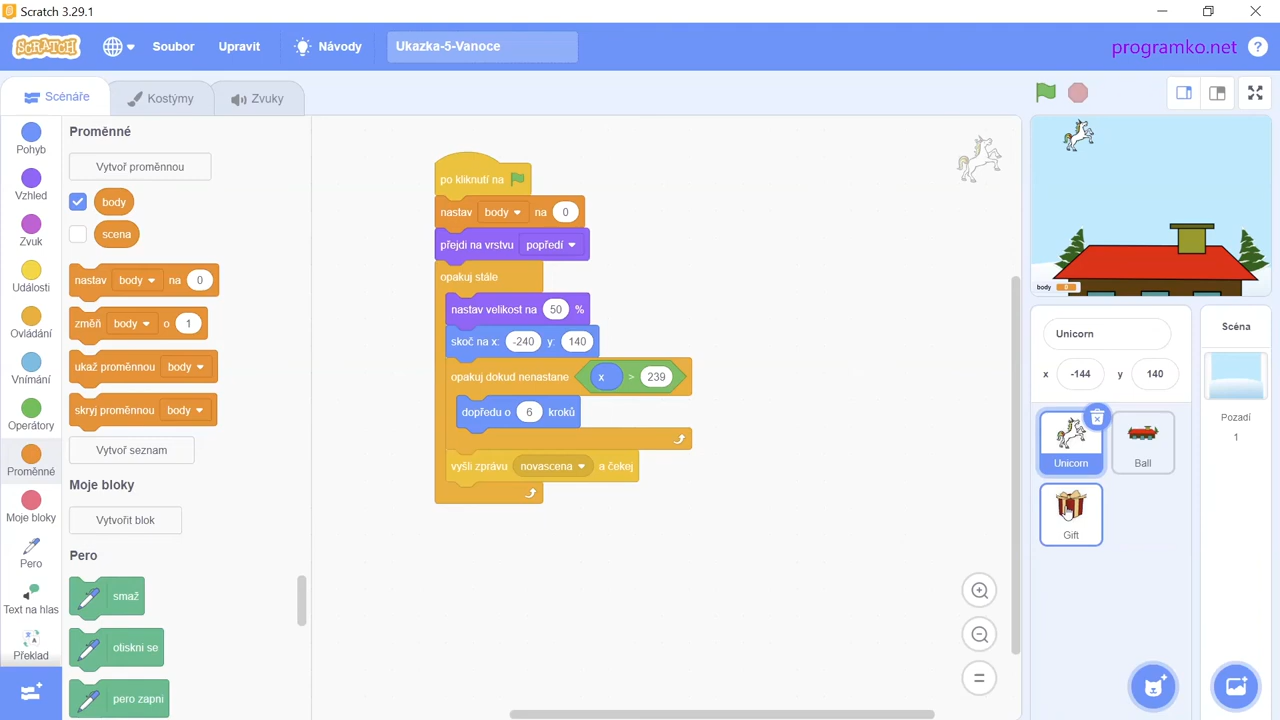 Scratch 3.29.1
SCRATCH
Soubor
Upravit
Návody
Ukazka-5-Vanoce
programko.net
?
Scénáře
Kostýmy
Zvuky
Pohyb
Vzhled
Zvuk
Události
Ovládání
Vnímání
Operátory
Proměnné
Moje bloky
Pero
Text na hlas
Překlad
Proměnné
Vytvoř proměnnou
body
scena
nastav body na 0
změň body o 1
ukaž proměnnou body
skryj proměnnou body
Vytvoř seznam
Moje bloky
Vytvořit blok
Pero
smaž
otiskni se
pero zapni
po kliknutí na
nastav body na 0
přejdi na vrstvu popředí
opakuj stále
nastav velikost na 50 %
skoč na x: -240 y: 140
opakuj dokud nenastane x > 239
dopředu o 6 kroků
vyšli zprávu novascena a čekej
body 0
Unicorn
x -144 y 140
Unicorn
Ball
Gift
Scéna
Pozadí
1